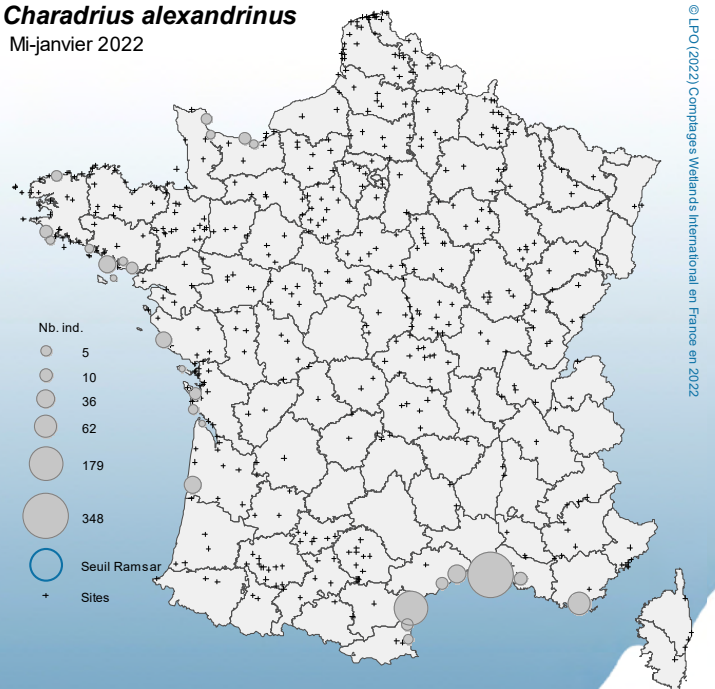 Charadrius alexandrinus
Mi-janvier 2022
© LPO (2022) Comptages Wetlands International en France en 2022
Nb. ind.
5
10
36
62
179
348
Seuil Ramsar
Sites